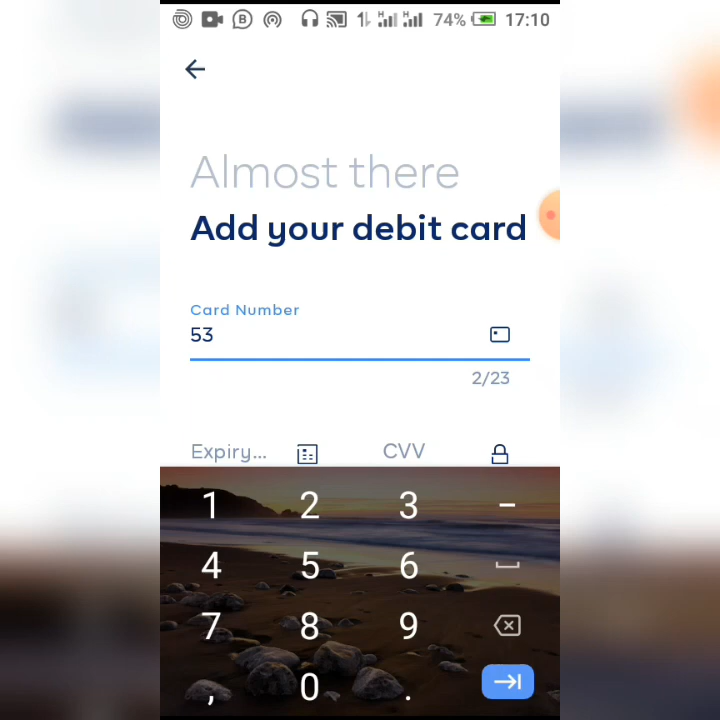 74% 17:10
Almost there
Add your debit card
Card Number
53
2/23
Expiry... CVV
1 2 3 -
4 5 6
7 8 9
, 0 .